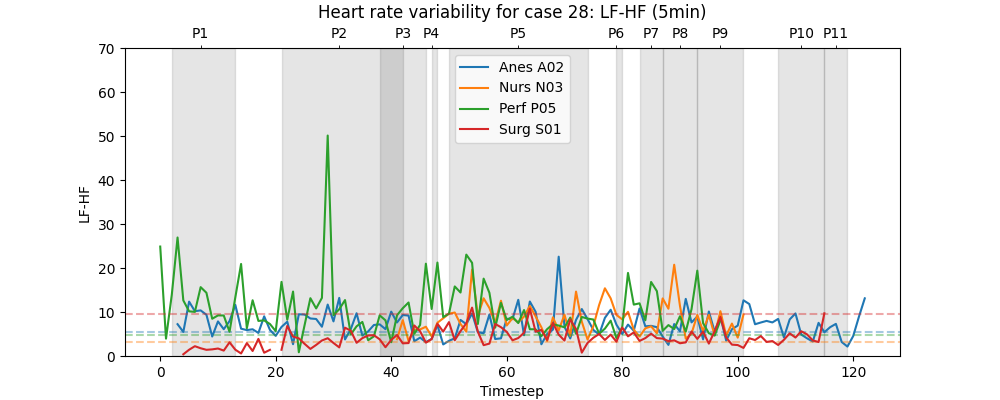 Heart rate variability for case 28: LF-HF (5min)
P1 P2 P3 P4 P5 P6 P7 P8 P9 P10 P11
70
60
50
40
30
20
10
0
LF-HF
Anes A02
Nurs N03
Perf P05
Surg S01
0 20 40 60 80 100 120
Timestep